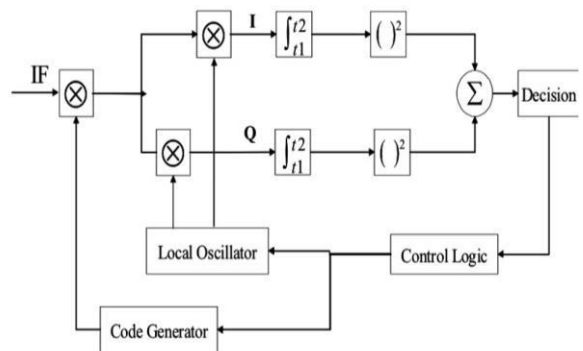 IF
⊗
⊗
I
∫t1t2
( )²
⊗
Q
∫t1t2
( )²
Σ
Decision
Local Oscillator
Control Logic
Code Generator